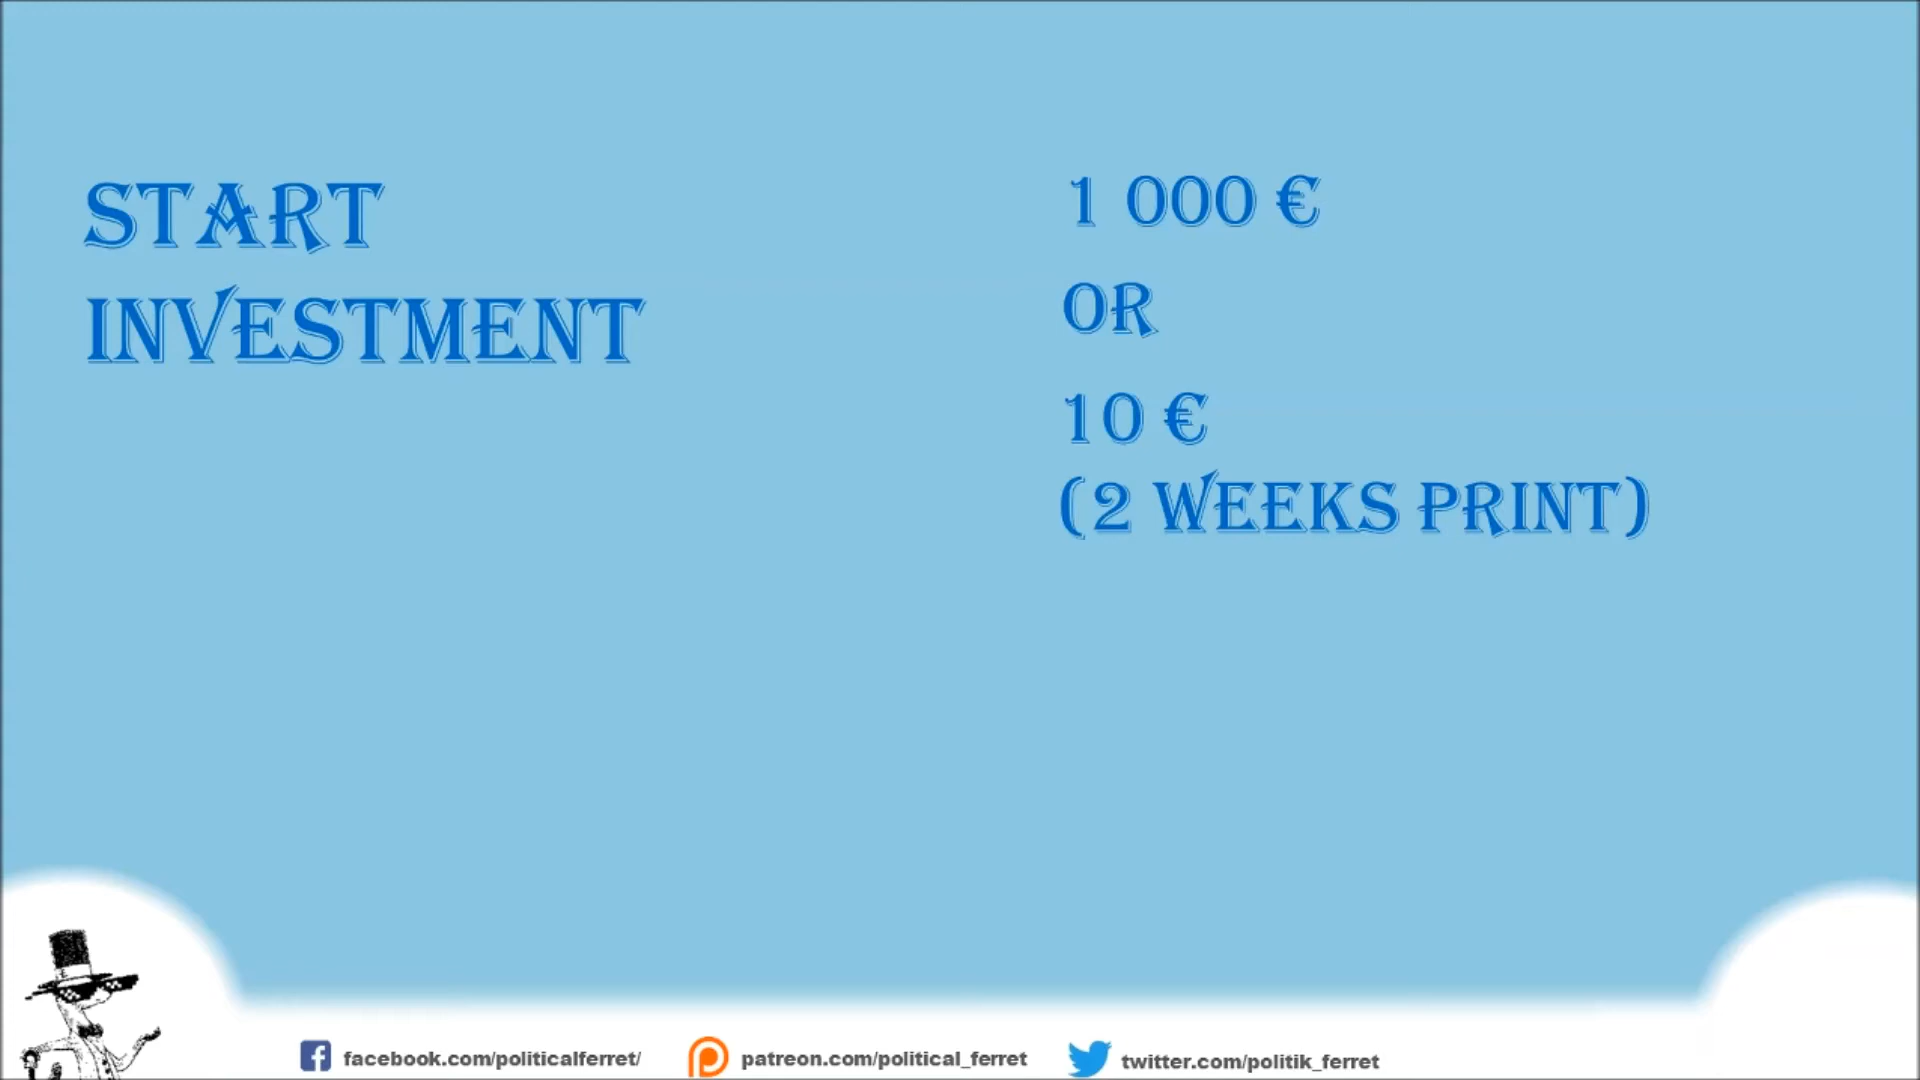 START
INVESTMENT
1 000 €
OR
10 €
(2 WEEKS PRINT)
facebook.com/politicalferret/
patreon.com/political_ferret
twitter.com/politik_ferret